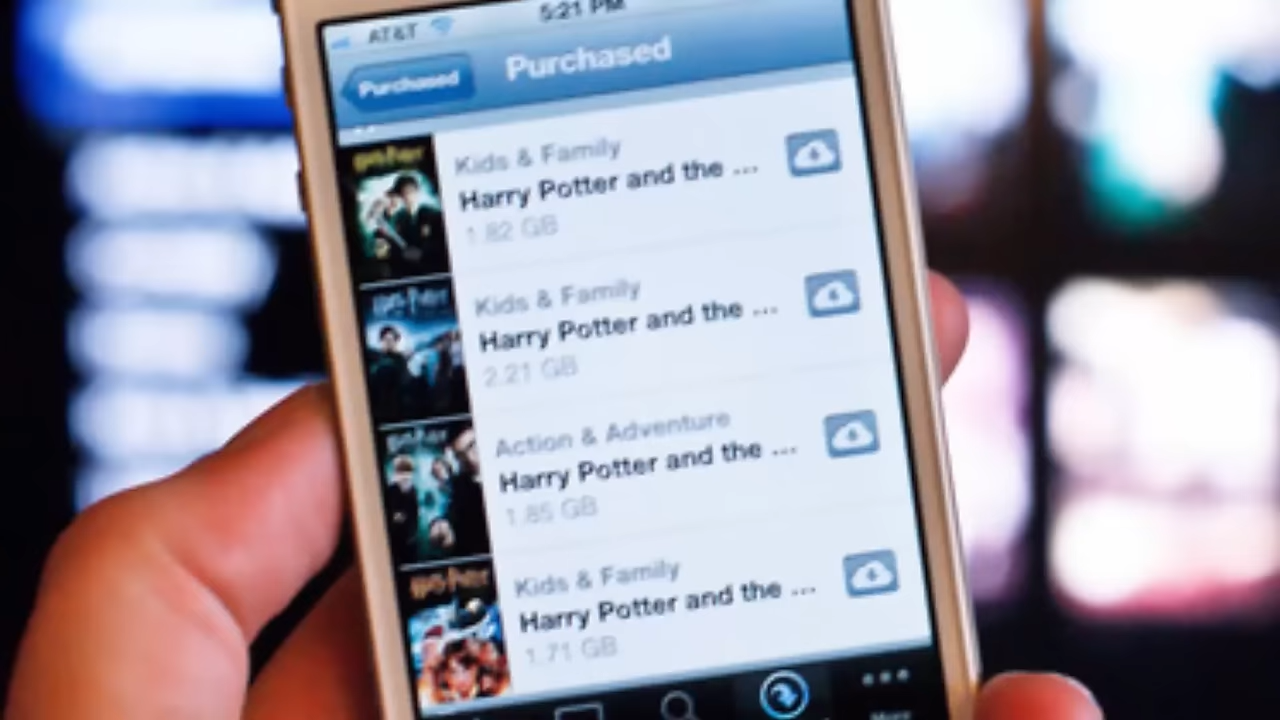 AT&T
5:21 PM
Purchased
Purchased
Kids & Family
Harry Potter and the ...
1.82 GB
Kids & Family
Harry Potter and the ...
2.21 GB
Action & Adventure
Harry Potter and the ...
1.85 GB
Kids & Family
Harry Potter and the ...
1.71 GB
More